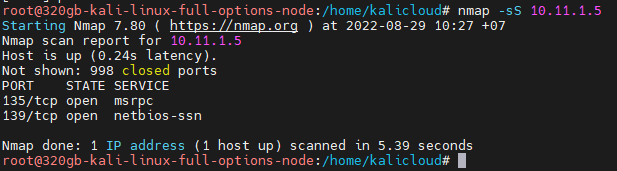 root@320gb-kali-linux-full-options-node:/home/kalicloud# nmap -sS 10.11.1.5
Starting Nmap 7.80 ( https://nmap.org ) at 2022-08-29 10:27 +07
Nmap scan report for 10.11.1.5
Host is up (0.24s latency).
Not shown: 998 closed ports
PORT    STATE SERVICE
135/tcp open  msrpc
139/tcp open  netbios-ssn

Nmap done: 1 IP address (1 host up) scanned in 5.39 seconds
root@320gb-kali-linux-full-options-node:/home/kalicloud#